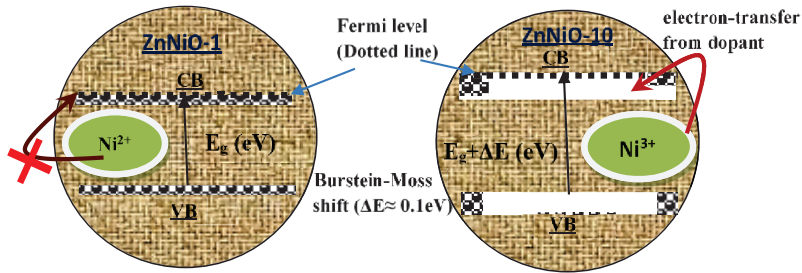 ZnNiO-1
CB
Ni2+
Eg (eV)
VB
Fermi level
(Dotted line)
Burstein-Moss
shift (ΔE≈ 0.1eV)
ZnNiO-10
CB
electron-transfer
from dopant
Eg+ΔE (eV)
Ni3+
VB